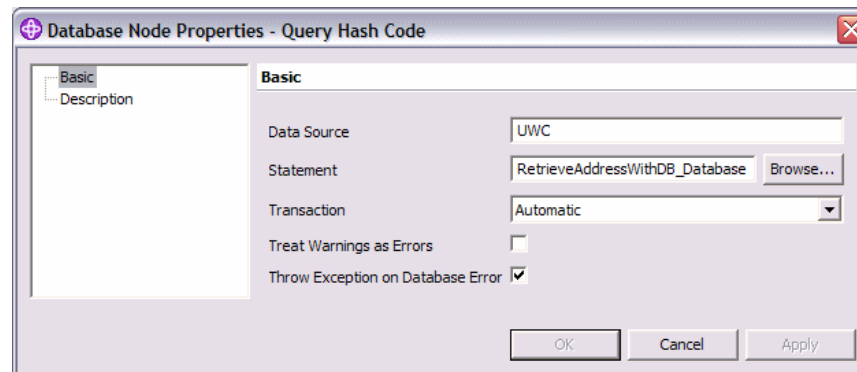 Database Node Properties - Query Hash Code
Basic
Description
Basic
Data Source UWC
Statement RetrieveAddressWithDB_Database Browse...
Transaction Automatic
Treat Warnings as Errors
Throw Exception on Database Error
OK Cancel Apply